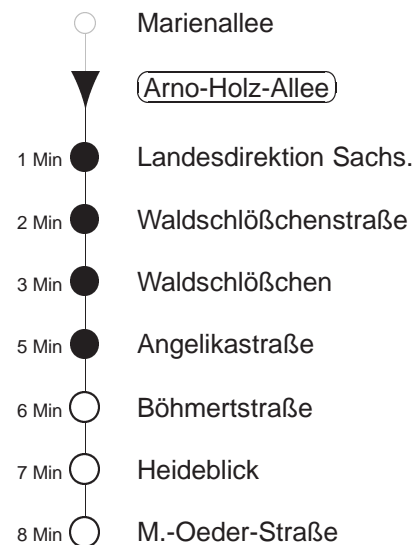 Marienallee
Arno-Holz-Allee
1 Min Landesdirektion Sachs.
2 Min Waldschlößchenstraße
3 Min Waldschlößchen
5 Min Angelikastraße
6 Min Böhmertstraße
7 Min Heideblick
8 Min M.-Oeder-Straße